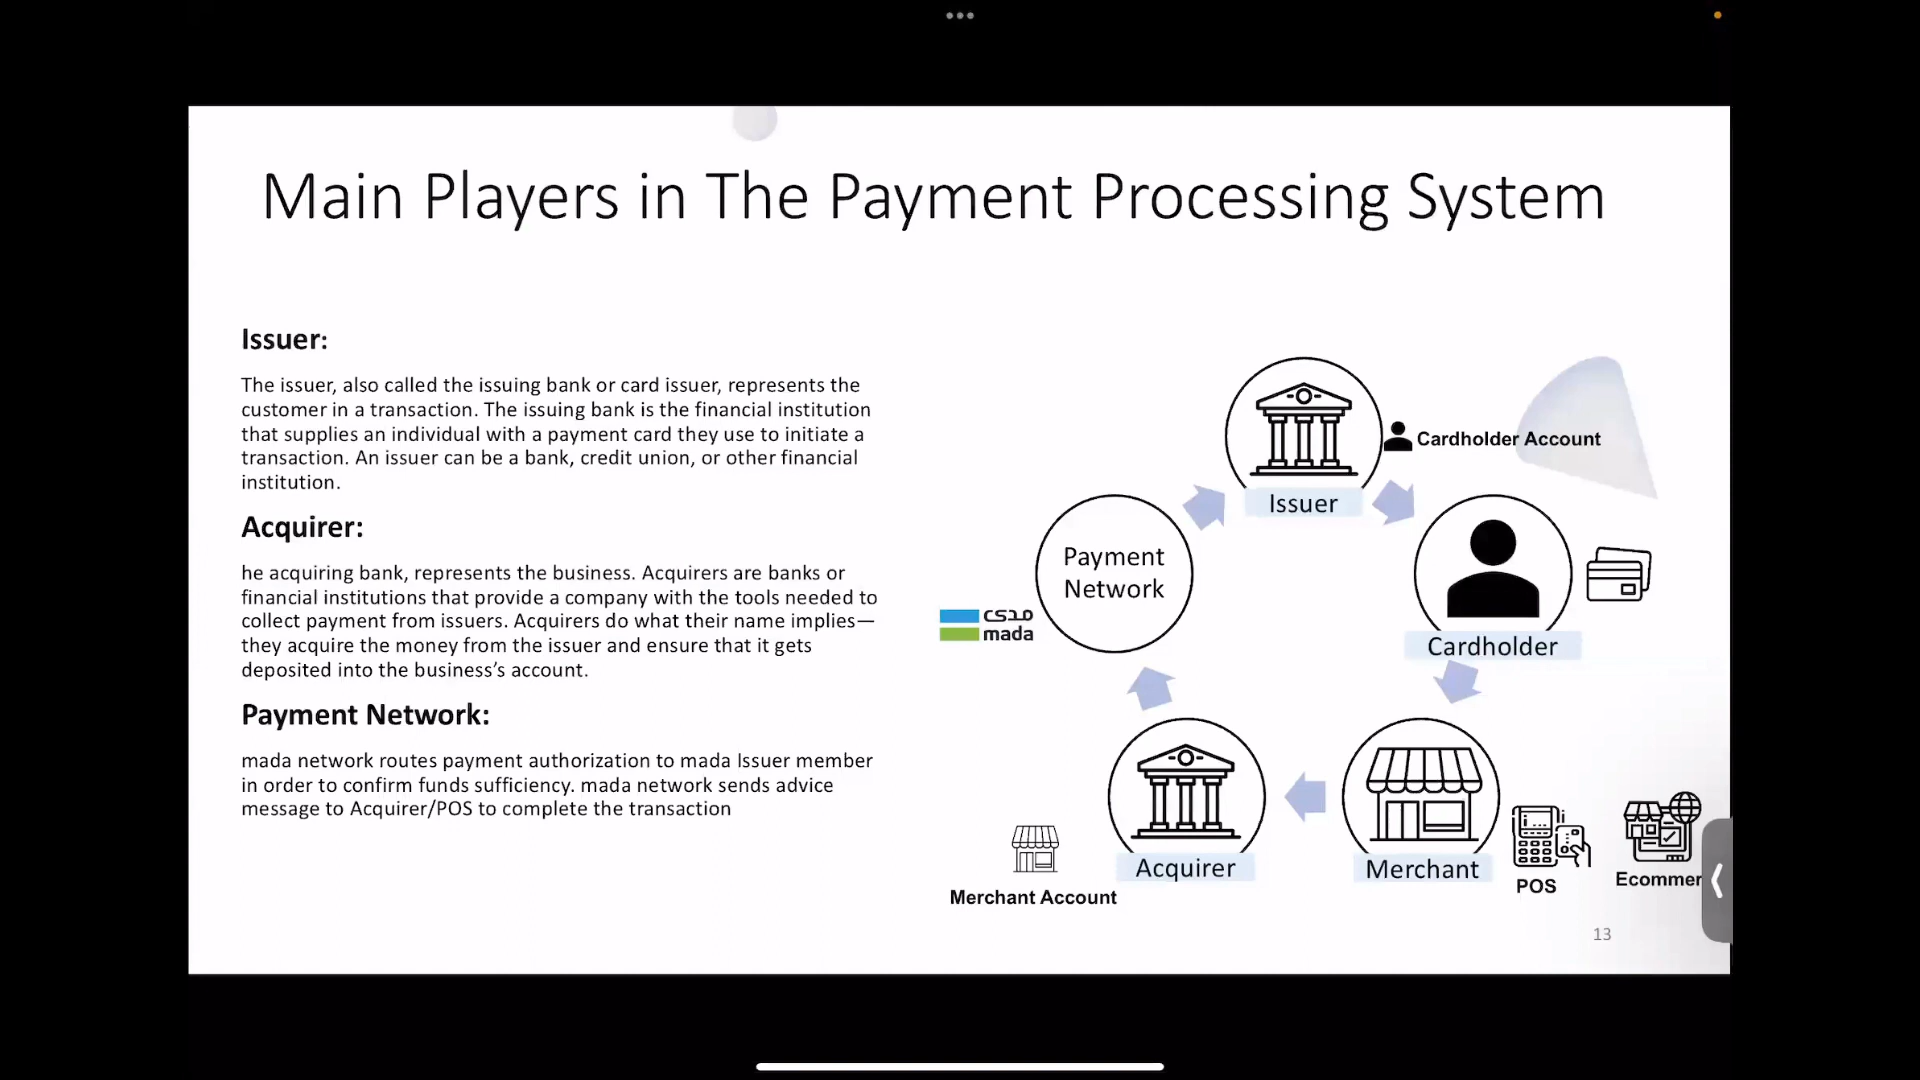 Main Players in The Payment Processing System
Issuer:
The issuer, also called the issuing bank or card issuer, represents the
customer in a transaction. The issuing bank is the financial institution
that supplies an individual with a payment card they use to initiate a
transaction. An issuer can be a bank, credit union, or other financial
institution.
Acquirer:
he acquiring bank, represents the business. Acquirers are banks or
financial institutions that provide a company with the tools needed to
collect payment from issuers. Acquirers do what their name implies—
they acquire the money from the issuer and ensure that it gets
deposited into the business’s account.
Payment Network:
mada network routes payment authorization to mada Issuer member
in order to confirm funds sufficiency. mada network sends advice
message to Acquirer/POS to complete the transaction
Issuer
Cardholder Account
Payment
Network
مدى
mada
Cardholder
Acquirer
Merchant Account
Merchant
POS
Ecommer
13